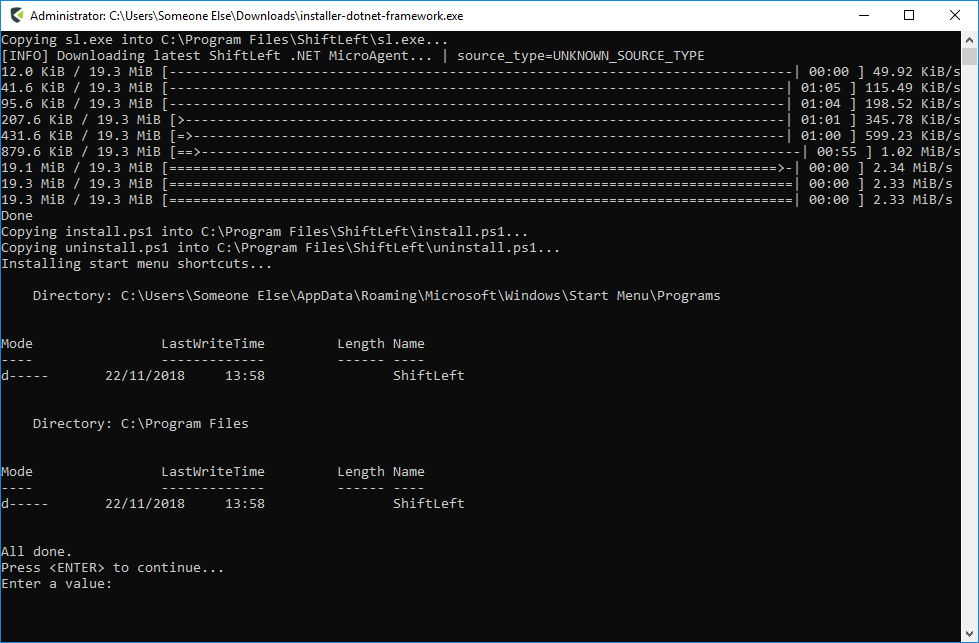 Administrator: C:\Users\Someone Else\Downloads\installer-dotnet-framework.exe
Copying sl.exe into C:\Program Files\ShiftLeft\sl.exe...
[INFO] Downloading latest ShiftLeft .NET MicroAgent... | source_type=UNKNOWN_SOURCE_TYPE
12.0 KiB / 19.3 MiB [------------------------------------------------------------------------------| 00:00 ] 49.92 KiB/s
41.6 KiB / 19.3 MiB [-----------------------------------------------------------------------------| 01:05 ] 115.49 KiB/s
95.6 KiB / 19.3 MiB [-----------------------------------------------------------------------------| 01:04 ] 198.52 KiB/s
207.6 KiB / 19.3 MiB [>---------------------------------------------------------------------------| 01:01 ] 345.78 KiB/s
431.6 KiB / 19.3 MiB [=>--------------------------------------------------------------------------| 01:00 ] 599.23 KiB/s
879.6 KiB / 19.3 MiB [==>---------------------------------------------------------------------------| 00:55 ] 1.02 MiB/s
19.1 MiB / 19.3 MiB [============================================================================>-| 00:00 ] 2.34 MiB/s
19.3 MiB / 19.3 MiB [==============================================================================| 00:00 ] 2.33 MiB/s
19.3 MiB / 19.3 MiB [==============================================================================| 00:00 ] 2.33 MiB/s
Done
Copying install.ps1 into C:\Program Files\ShiftLeft\install.ps1...
Copying uninstall.ps1 into C:\Program Files\ShiftLeft\uninstall.ps1...
Installing start menu shortcuts...
    Directory: C:\Users\Someone Else\AppData\Roaming\Microsoft\Windows\Start Menu\Programs
Mode                LastWriteTime         Length Name
----                -------------         ------ ----
d-----       22/11/2018     13:58                ShiftLeft
    Directory: C:\Program Files
Mode                LastWriteTime         Length Name
----                -------------         ------ ----
d-----       22/11/2018     13:58                ShiftLeft
All done.
Press <ENTER> to continue...
Enter a value: